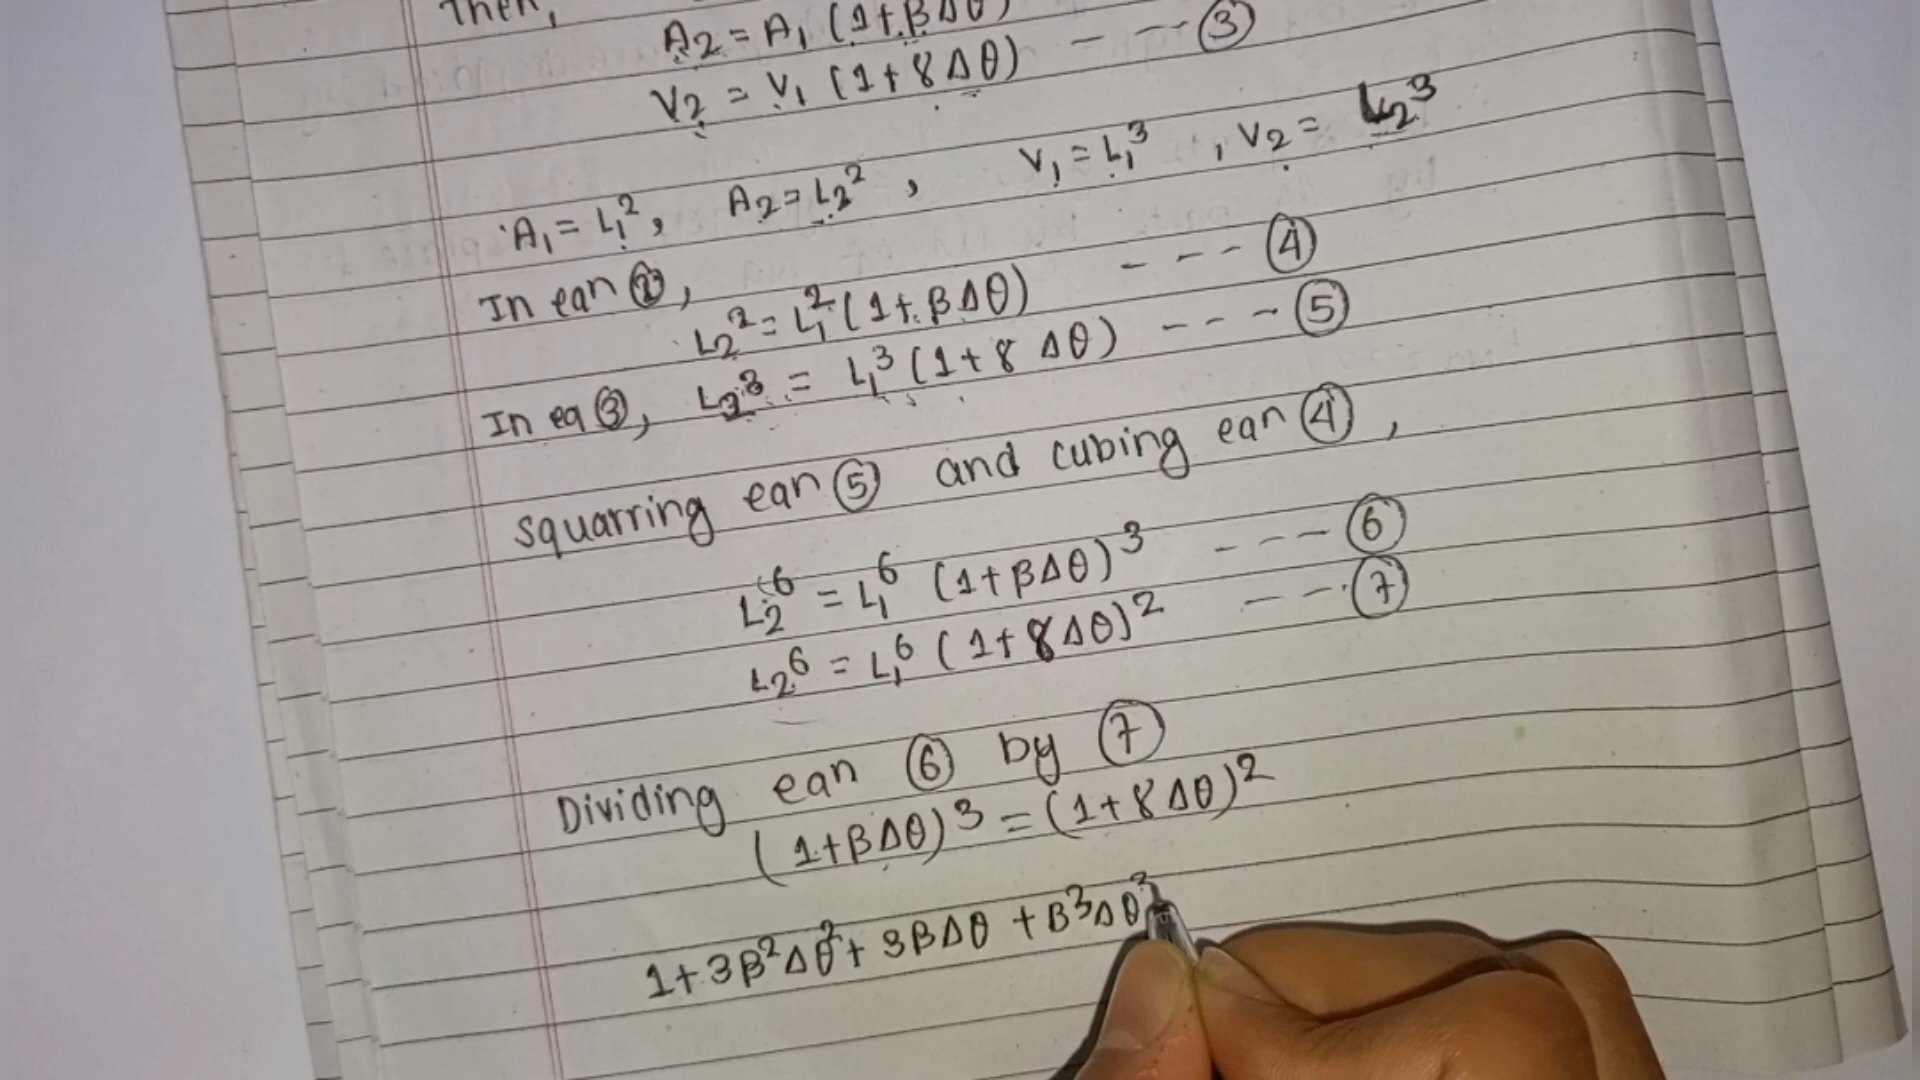 Then,
A₂ = A₁ (1+βΔθ)
V₂ = V₁ (1+γΔθ) --- ③
A₁ = L₁², A₂ = L₂², V₁ = L₁³, V₂ = L₂³
In eqn ②,
L₂² = L₁² (1+βΔθ) --- ④
In eq ③, L₂³ = L₁³ (1+γΔθ) --- ⑤
squarring eqn ⑤ and cubing eqn ④,
L₂⁶ = L₁⁶ (1+βΔθ)³ --- ⑥
L₂⁶ = L₁⁶ (1+γΔθ)² --- ⑦
Dividing eqn ⑥ by ⑦
(1+βΔθ)³ = (1+γΔθ)²
1+3β²Δθ²+3βΔθ+β³Δθ³